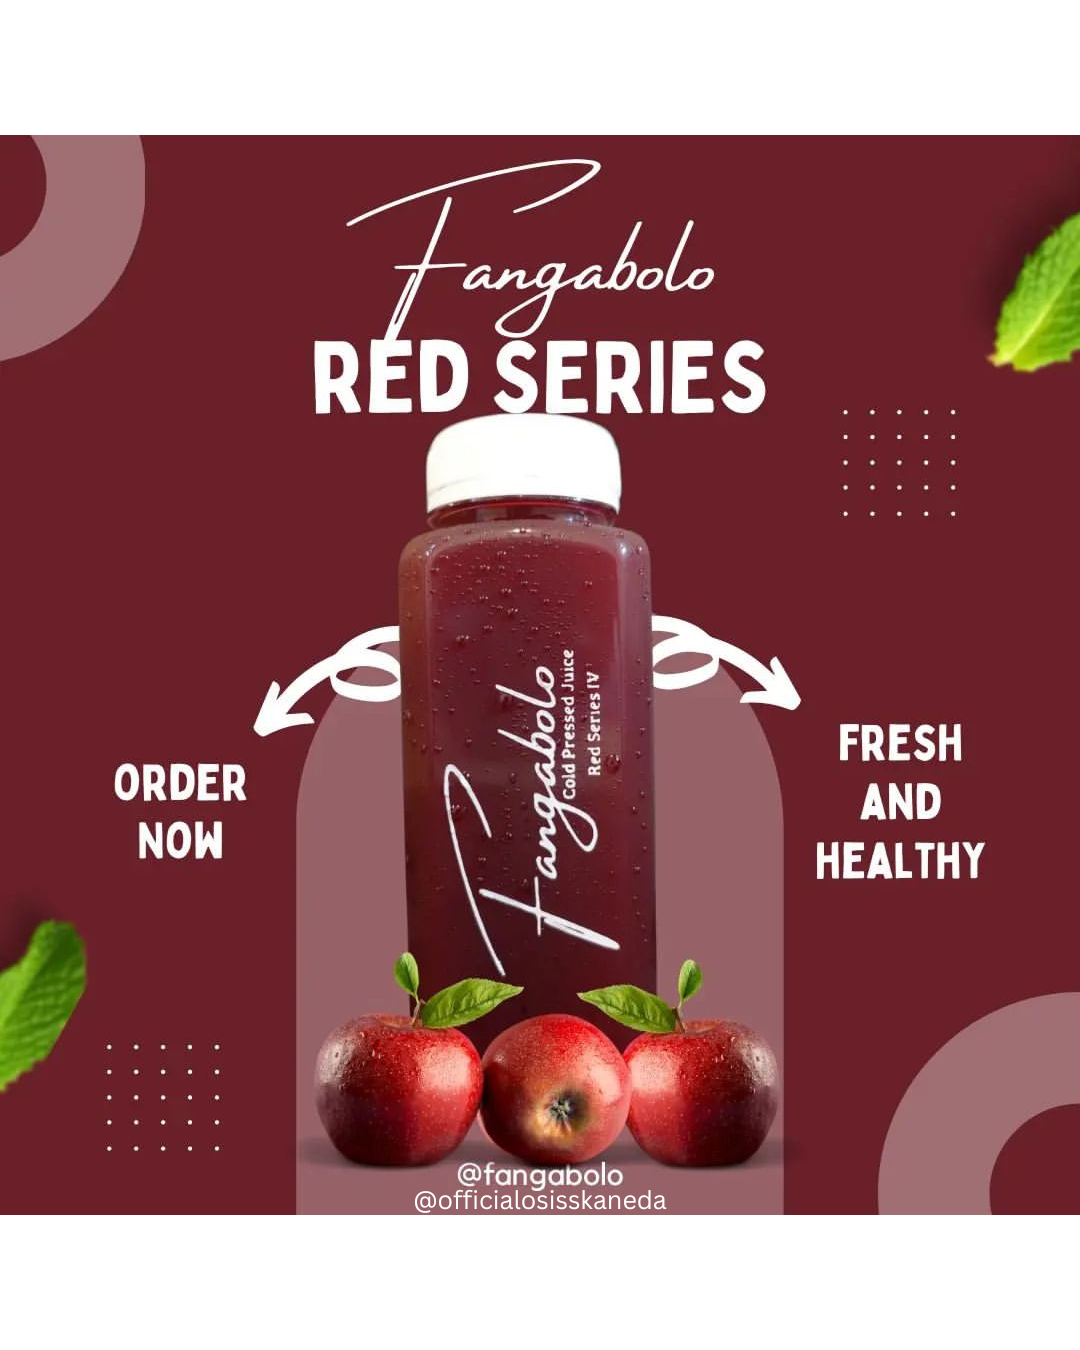 Fangabolo
RED SERIES
Fangabolo
Cold Pressed Juice
Red Series IV
ORDER
NOW
FRESH
AND
HEALTHY
@fangabolo
@officialosisskaneda